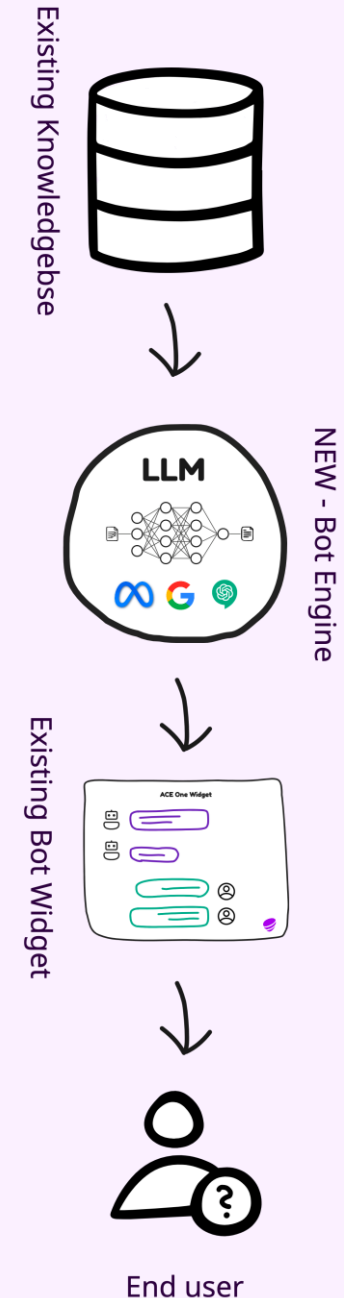 Existing Knowledgebse
LLM
NEW - Bot Engine
ACE One Widget
Existing Bot Widget
?
End user